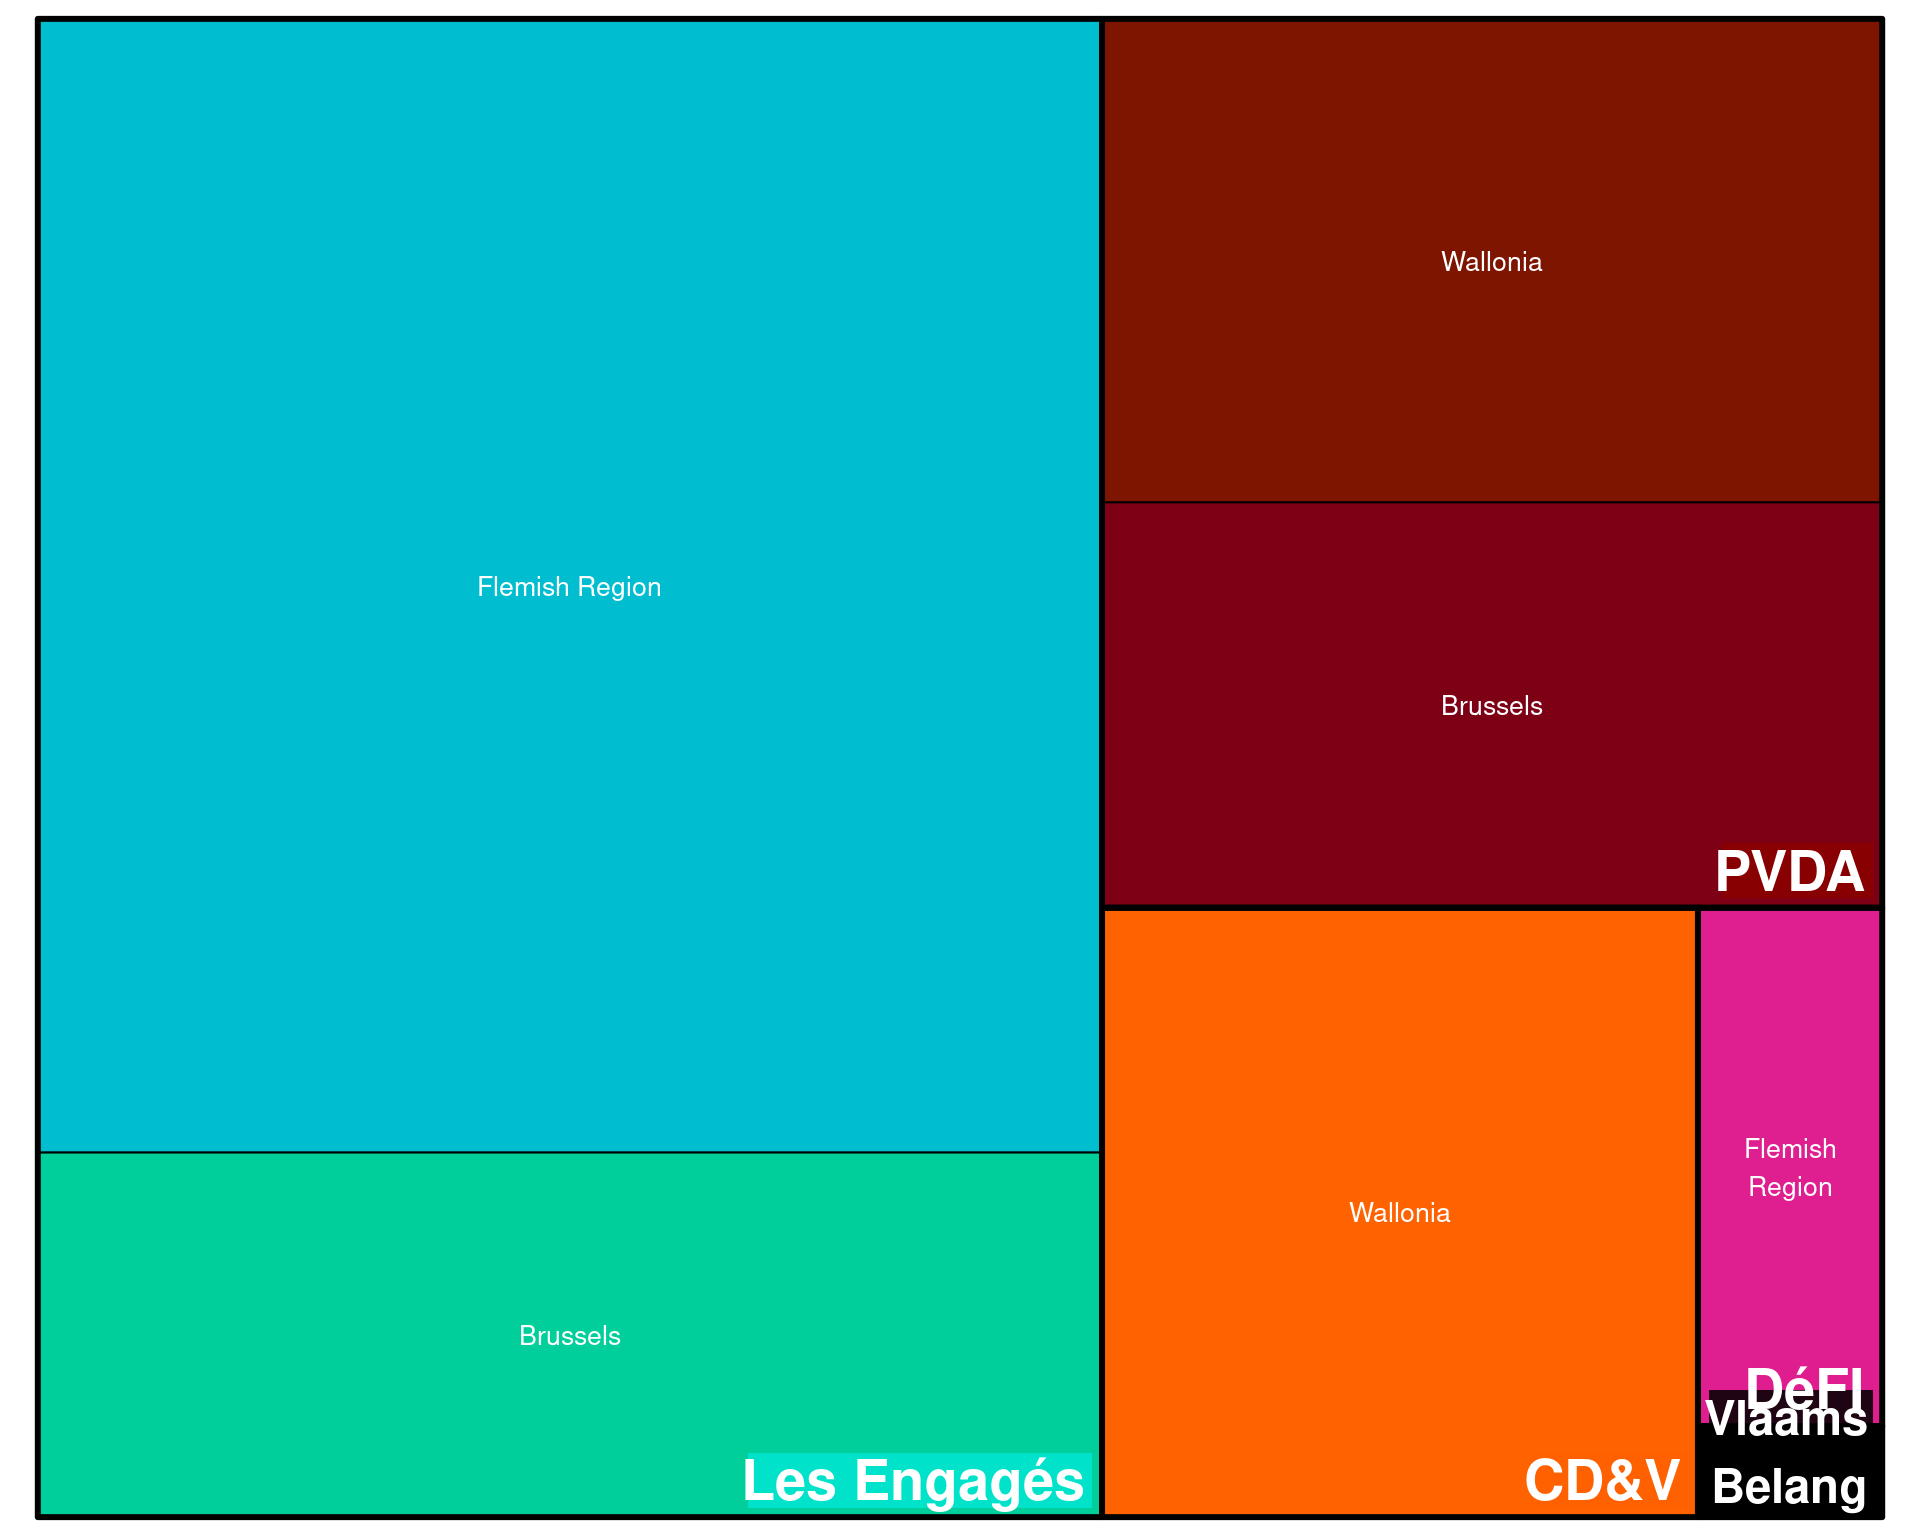 Flemish Region
Brussels
Les Engagés
Wallonia
Brussels
PVDA
Wallonia
CD&V
Flemish
Region
DéFI
Vlaams
Belang